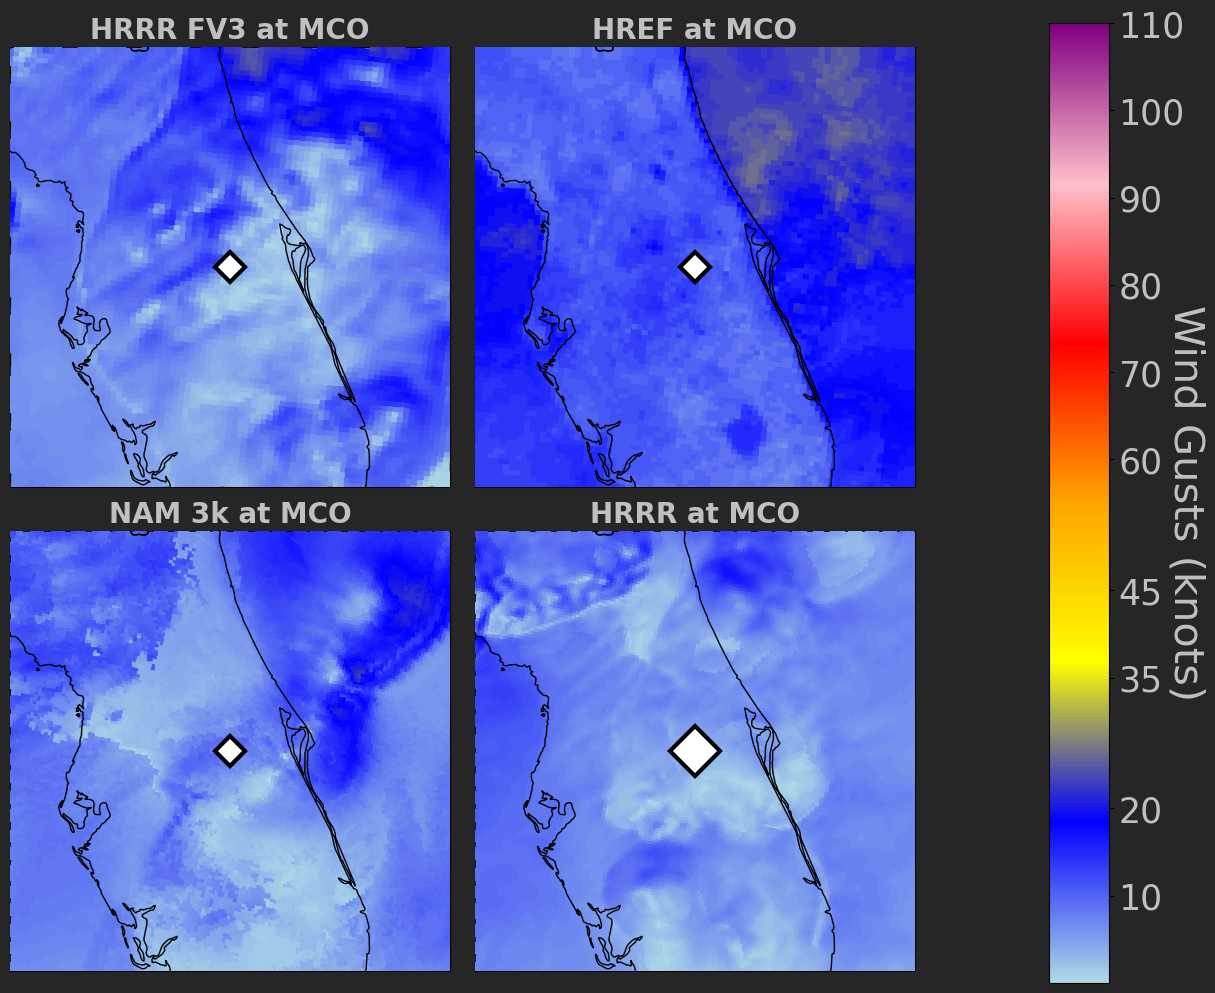 HRRR FV3 at MCO
HREF at MCO
NAM 3k at MCO
HRRR at MCO
110
100
90
80
70
60
45
35
20
10
Wind Gusts (knots)